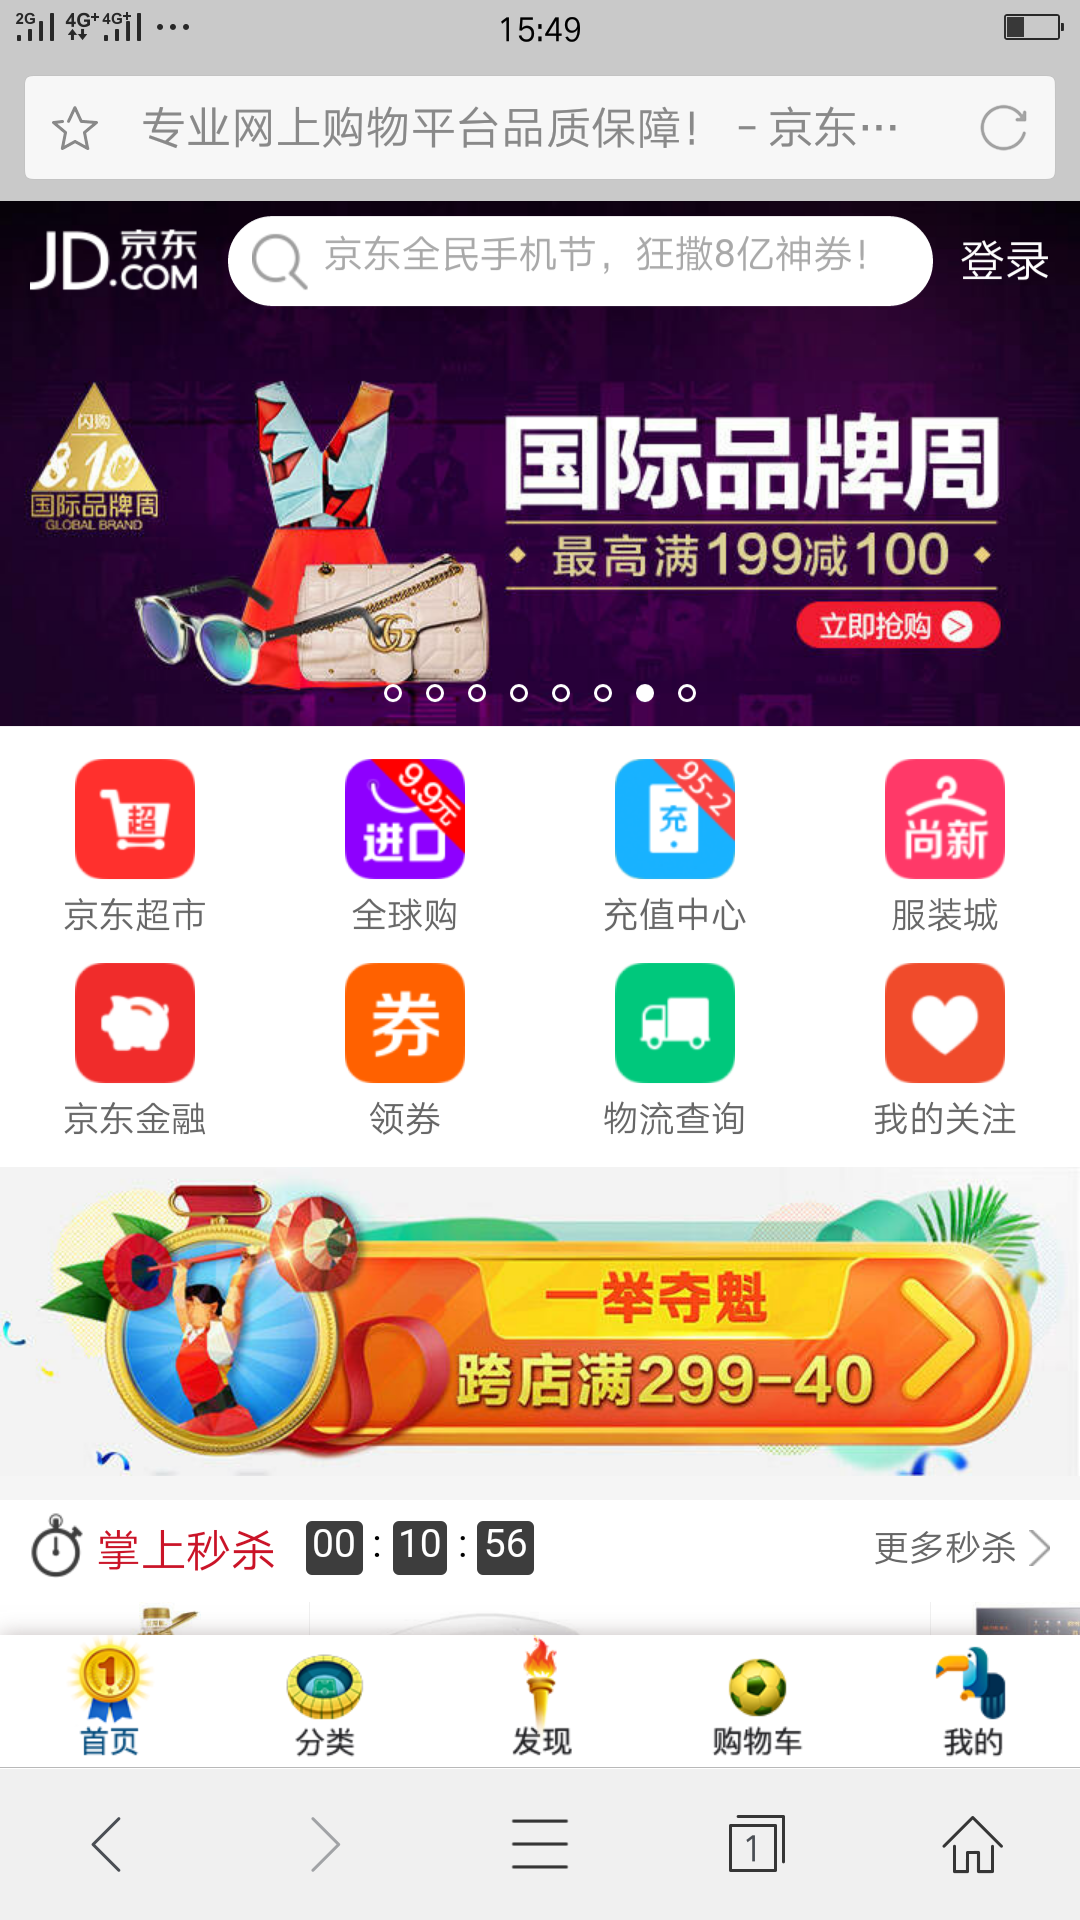 2G 4G+ 4G+ ··· 15:49
专业网上购物平台品质保障！ - 京东···
JD 京东 .COM 京东全民手机节，狂撒8亿神券！ 登录
闪购
8.10
国际品牌周
GLOBAL BRAND
国际品牌周
最高满199减100
立即抢购 >
超 9.9元 进口 95-2 充 尚新
京东超市 全球购 充值中心 服装城
券
京东金融 领券 物流查询 我的关注
一举夺魁
跨店满299-40
掌上秒杀 00 : 10 : 56 更多秒杀
1
首页 分类 发现 购物车 我的
1